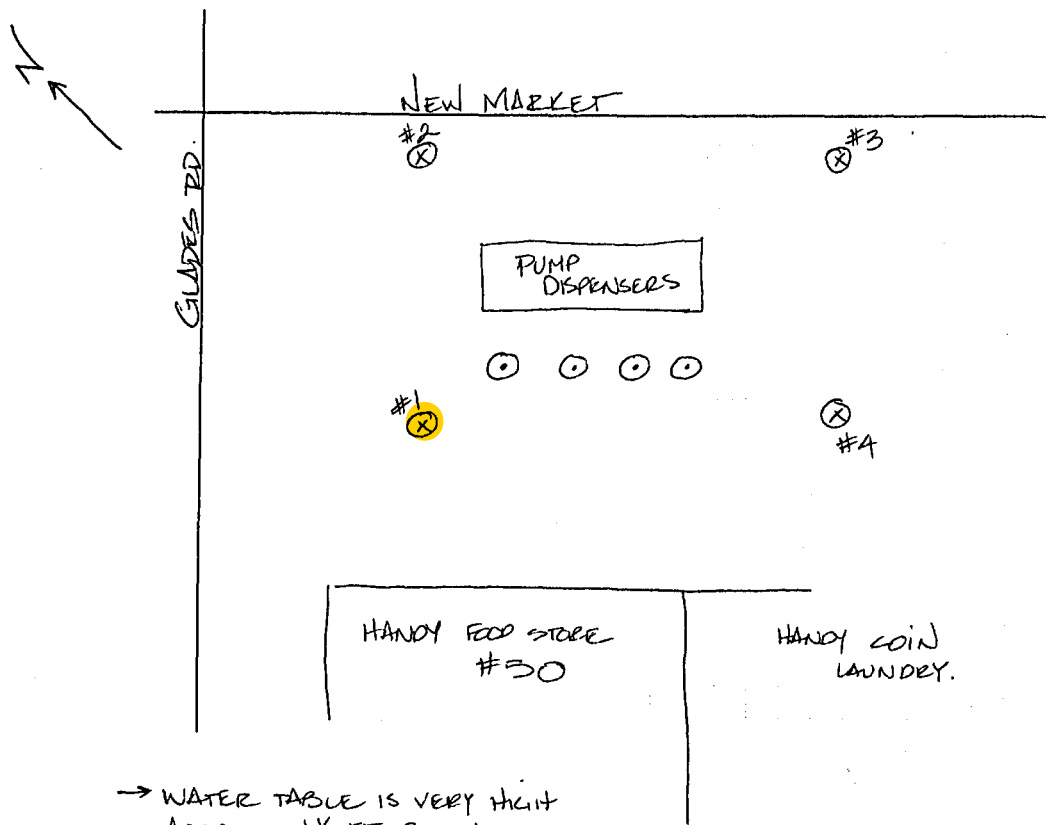 N
NEW MARKET
#2
#3
GLADES RD.
PUMP
DISPENSERS
#1
#4
HANDY FOOD STORE
#50
HANDY COIN
LAUNDRY.
→ WATER TABLE IS VERY HIGH